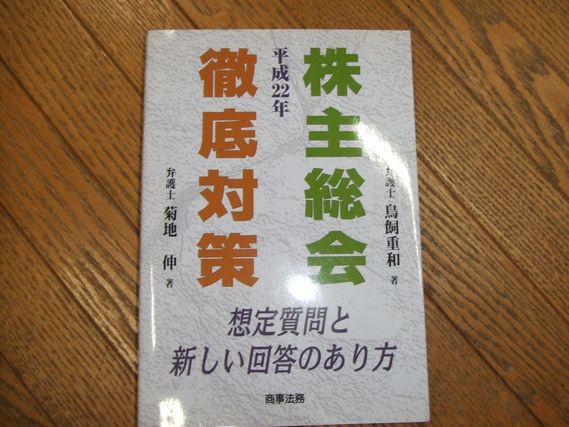 株主総会
平成22年
徹底対策
弁護士 鳥飼重和 著
弁護士 菊地 伸 著
想定質問と
新しい回答のあり方
商事法務